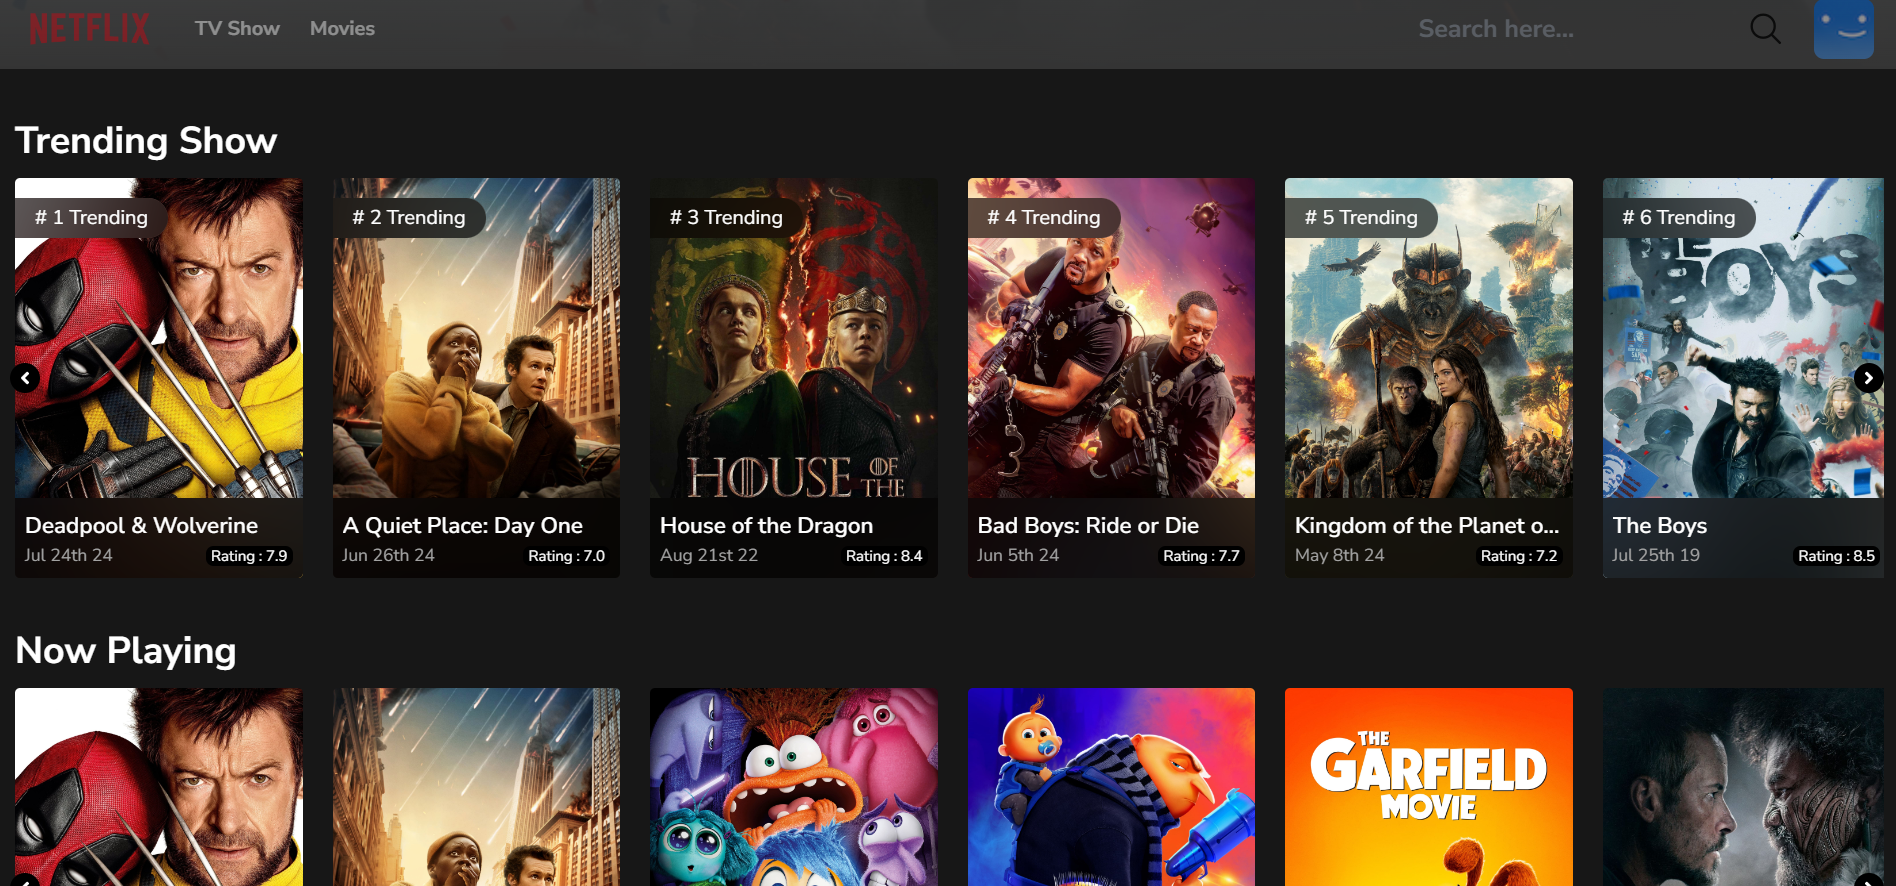 NETFLIX TV Show Movies Search here...
Trending Show
# 1 Trending
Deadpool & Wolverine
Jul 24th 24 Rating : 7.9
# 2 Trending
A Quiet Place: Day One
Jun 26th 24 Rating : 7.0
# 3 Trending
HOUSE OF THE
House of the Dragon
Aug 21st 22 Rating : 8.4
# 4 Trending
Bad Boys: Ride or Die
Jun 5th 24 Rating : 7.7
# 5 Trending
Kingdom of the Planet o...
May 8th 24 Rating : 7.2
# 6 Trending
THE
BOYS
The Boys
Jul 25th 19 Rating : 8.5
Now Playing
THE
GARFIELD
MOVIE